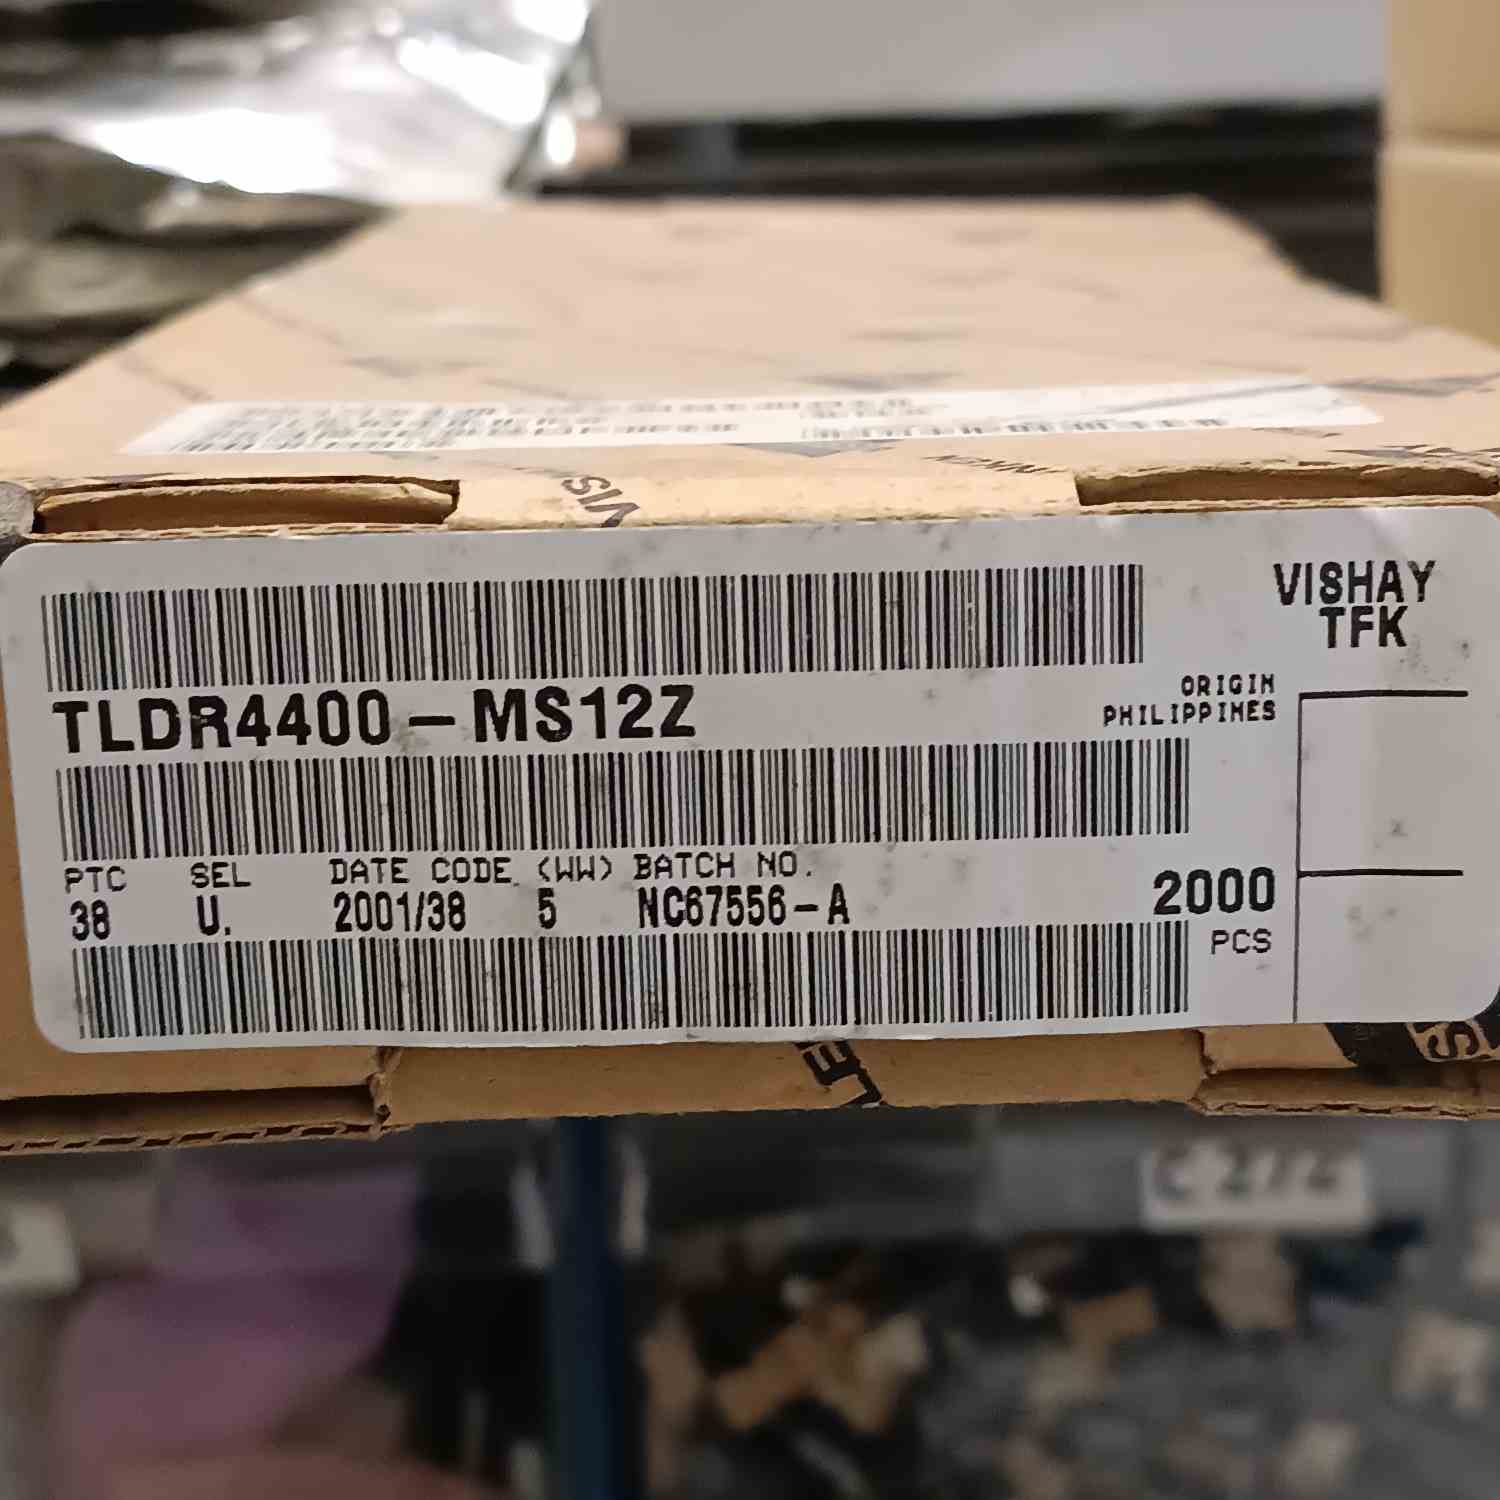 VIS
VISHAY
TFK
TLDR4400-MS12Z
ORIGIN
PHILIPPINES
PTC SEL DATE CODE (WW) BATCH NO.
38 U. 2001/38 5 NC67556-A
2000
PCS